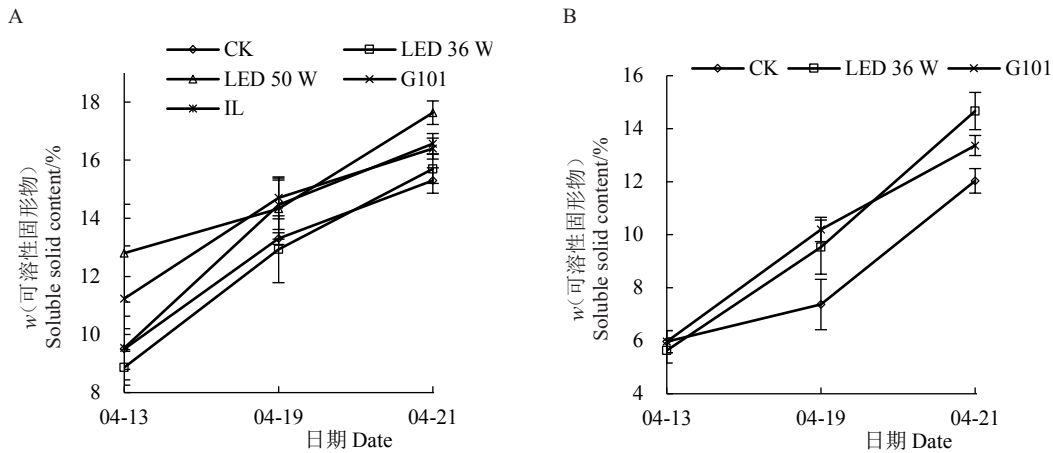 A
CK
LED 36 W
LED 50 W
G101
IL
w(可溶性固形物)
Soluble solid content/%
18
16
14
12
10
8
04-13 04-19 04-21
日期 Date
B
CK LED 36 W G101
w(可溶性固形物)
Soluble solid content/%
16
14
12
10
8
6
4
04-13 04-19 04-21
日期 Date